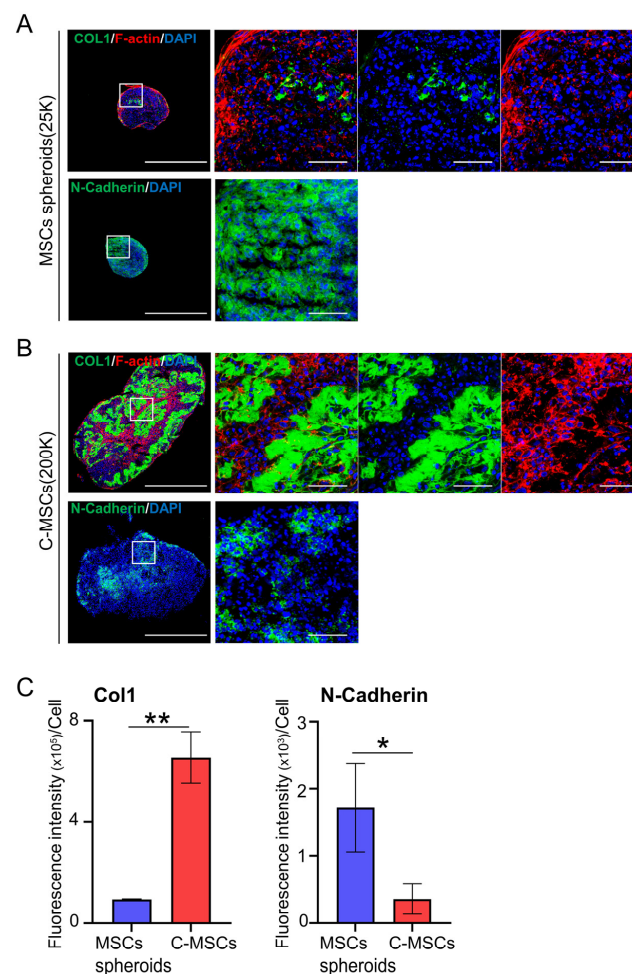 A
COL1/F-actin/DAPI
MSCs spheroids(25K)
N-Cadherin/DAPI
B
COL1/F-actin/DAPI
C-MSCs(200K)
N-Cadherin/DAPI
C
Col1
Fluorescence intensity (x10⁵)/Cell
8
4
0
**
MSCs
spheroids
C-MSCs
N-Cadherin
Fluorescence intensity (x10³)/Cell
3
2
1
0
*
MSCs
spheroids
C-MSCs